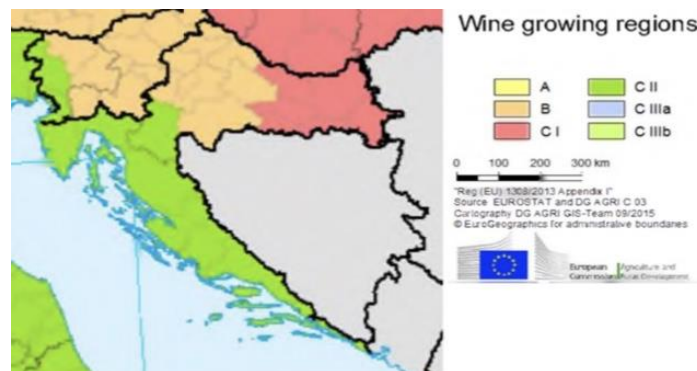 Wine growing regions
A
B
C I
C II
C IIIa
C IIIb
0 100 200 300 km
"Reg (EU) 1308/2013 Appendix I"
Source EUROSTAT and DG AGRI C 03
Cartography DG AGRI GIS-Team 09/2015
© EuroGeographics for administrative boundaries
European
Commission
Agriculture and
Rural Development